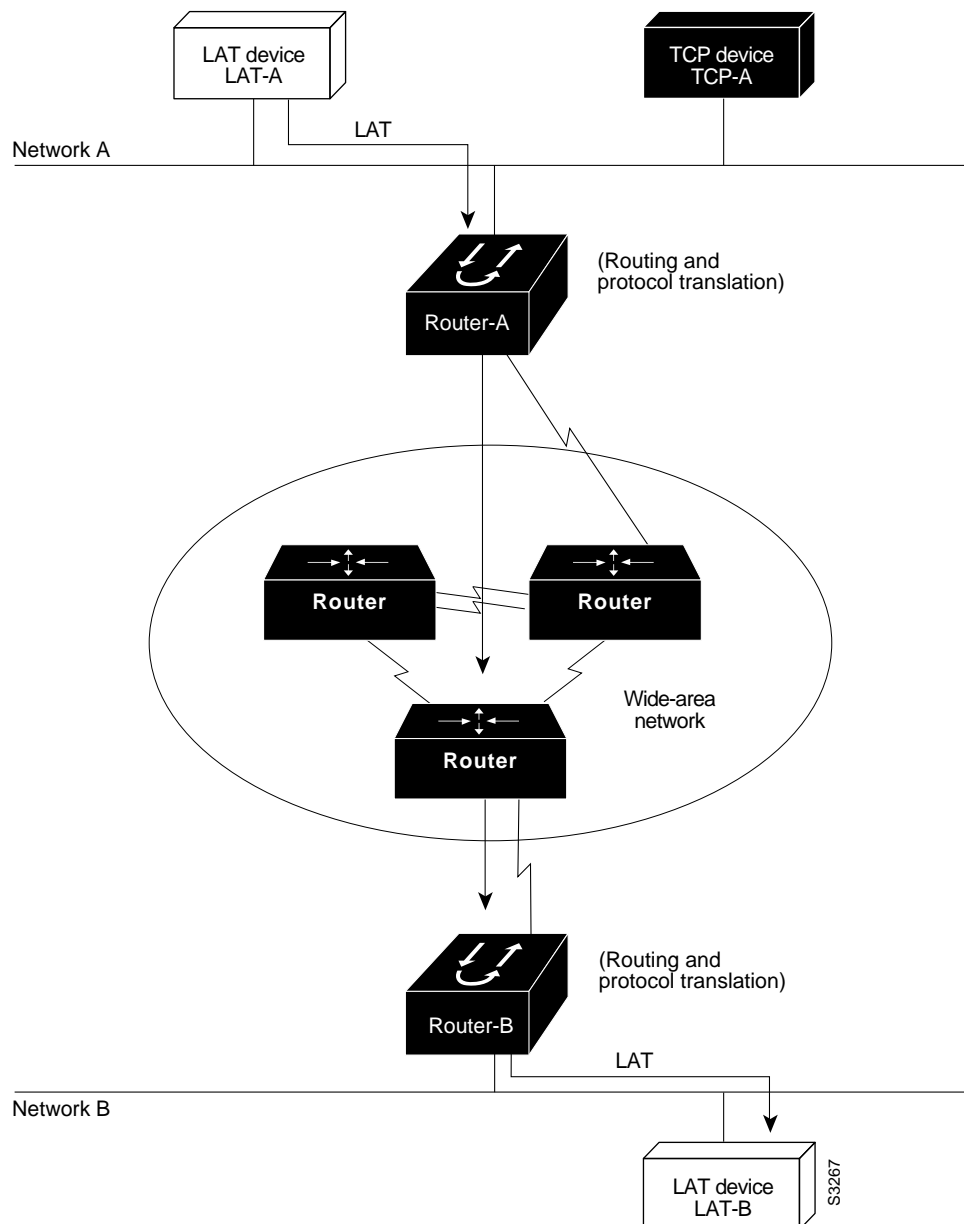 LAT device
LAT-A
TCP device
TCP-A
LAT
Network A
(Routing and
protocol translation)
Router-A
Router
Router
Wide-area
network
Router
(Routing and
protocol translation)
Router-B
LAT
Network B
LAT device
LAT-B
S3267